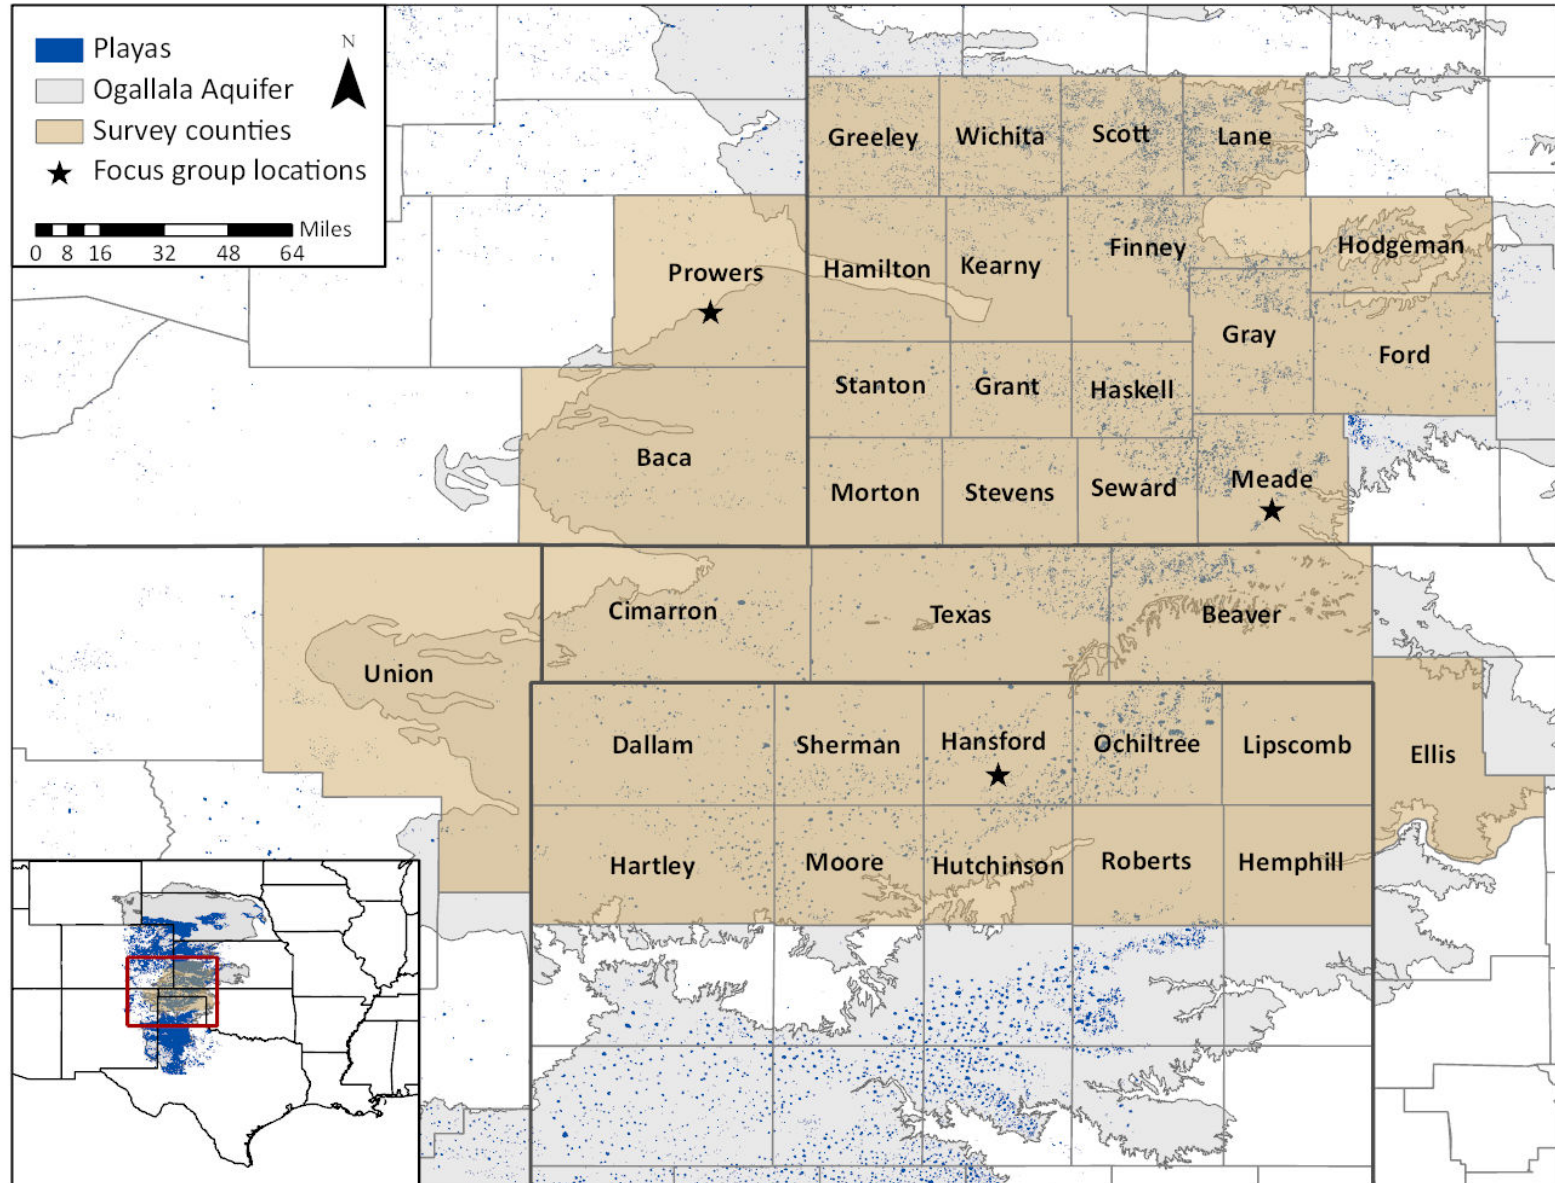 Playas
N
Ogallala Aquifer
Survey counties
Focus group locations
Miles
0 8 16 32 48 64
Greeley Wichita Scott Lane
Prowers Hamilton Kearny Finney Hodgeman
Gray
Ford
Stanton Grant Haskell
Baca
Morton Stevens Seward Meade
Cimarron Texas Beaver
Union
Dallam Sherman Hansford Ochiltree Lipscomb Ellis
Hartley Moore Hutchinson Roberts Hemphill